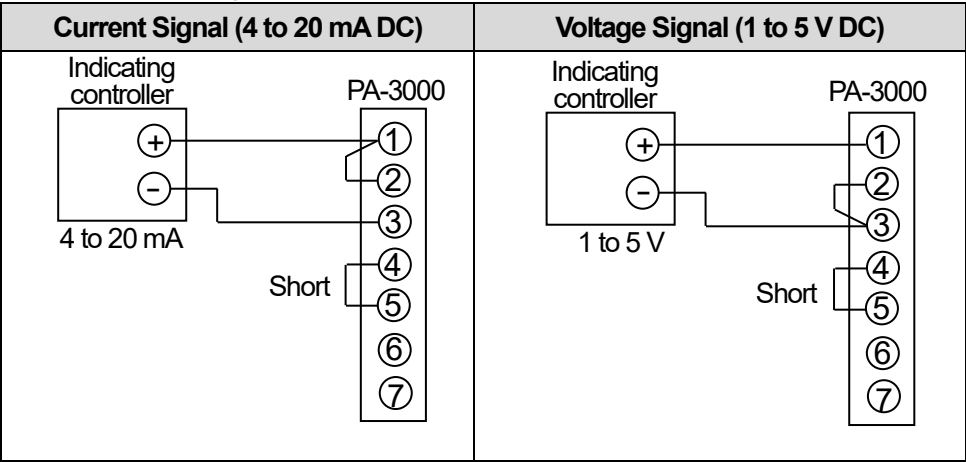 Current Signal (4 to 20 mA DC)
Voltage Signal (1 to 5 V DC)
Indicating
controller
PA-3000
+
-
1
2
3
4
5
6
7
4 to 20 mA
Short
Indicating
controller
PA-3000
+
-
1
2
3
4
5
6
7
1 to 5 V
Short